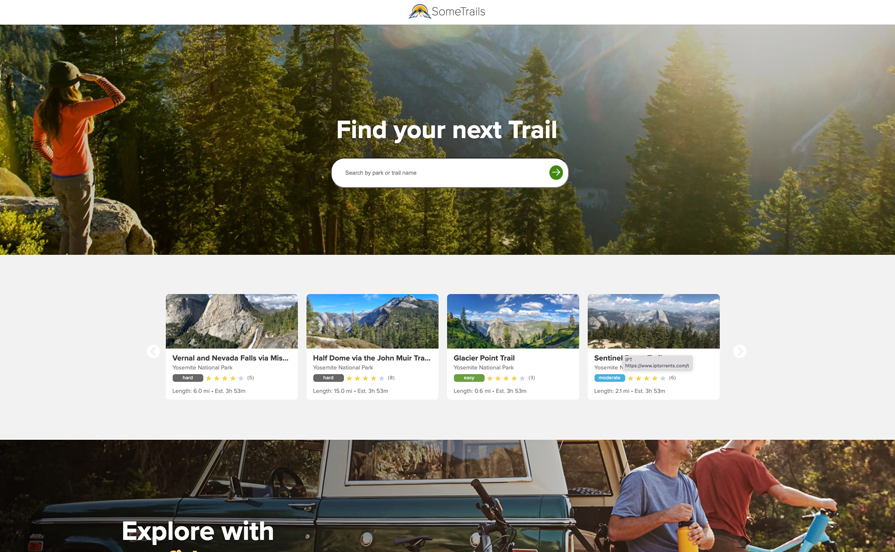 SomeTrails
Find your next Trail
Search by park or trail name
Vernal and Nevada Falls via Mis...
Yosemite National Park
hard (5)
Length: 6.0 mi • Est. 3h 53m
Half Dome via the John Muir Tra...
Yosemite National Park
hard (8)
Length: 15.0 mi • Est. 3h 53m
Glacier Point Trail
Yosemite National Park
easy (3)
Length: 0.6 mi • Est. 3h 53m
Sentinel
Yosemite N
https://www.iptorrents.com/t
moderate (6)
Length: 2.1 mi • Est. 3h 53m
Explore with